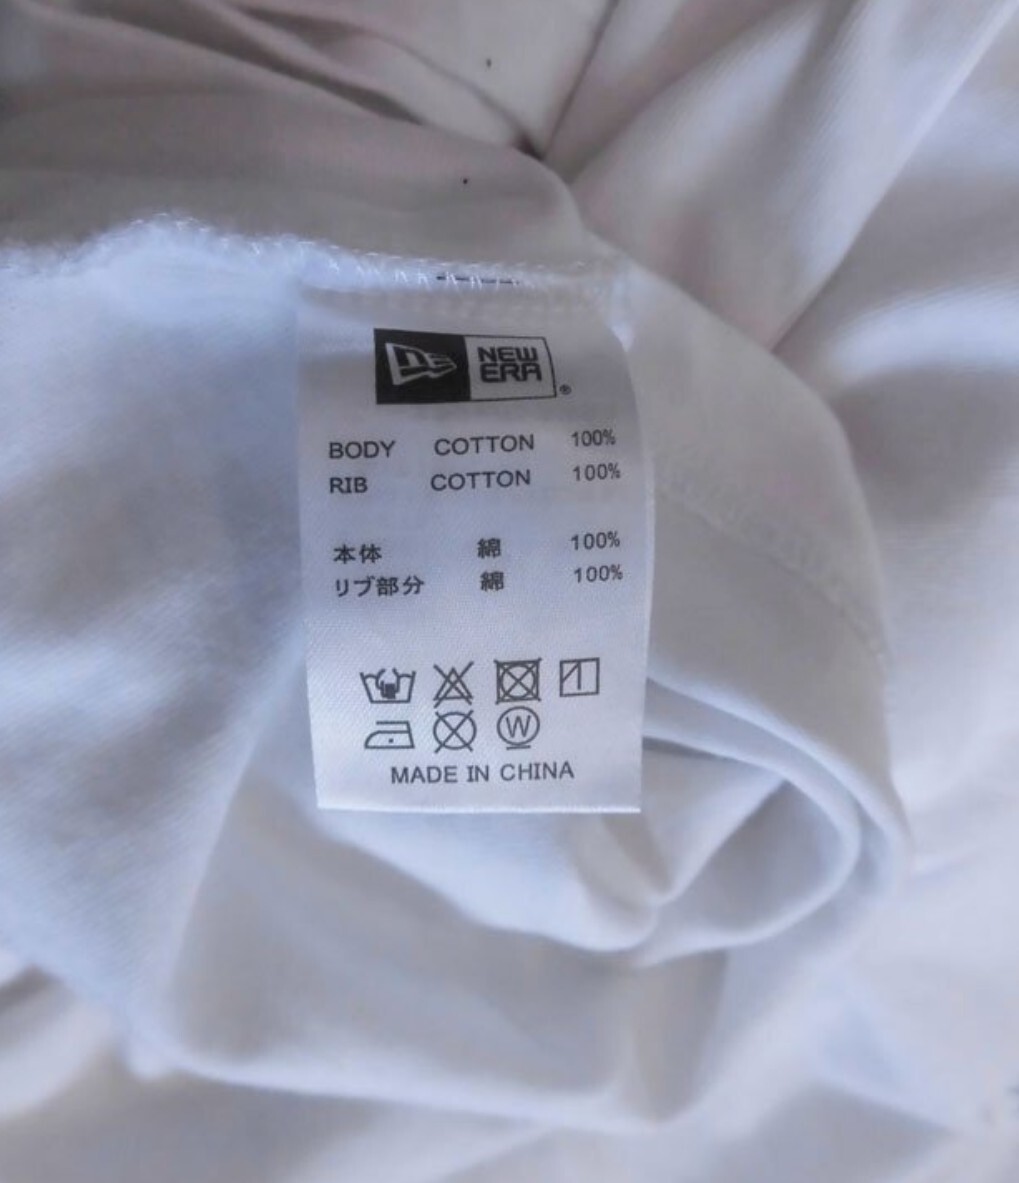 NEW
ERA ®
BODY COTTON 100%
RIB COTTON 100%
本体 綿 100%
リブ部分 綿 100%
W
MADE IN CHINA